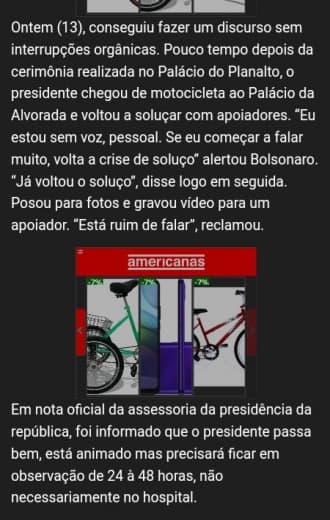 Ontem (13), conseguiu fazer um discurso sem
interrupções orgânicas. Pouco tempo depois da
cerimônia realizada no Palácio do Planalto, o
presidente chegou de motocicleta ao Palácio da
Alvorada e voltou a soluçar com apoiadores. “Eu
estou sem voz, pessoal. Se eu começar a falar
muito, volta a crise de soluço” alertou Bolsonaro.
“Já voltou o soluço”, disse logo em seguida.
Posou para fotos e gravou vídeo para um
apoiador. “Está ruim de falar”, reclamou.
americanas
-7% -7% -7%
Em nota oficial da assessoria da presidência da
república, foi informado que o presidente passa
bem, está animado mas precisará ficar em
observação de 24 à 48 horas, não
necessariamente no hospital.